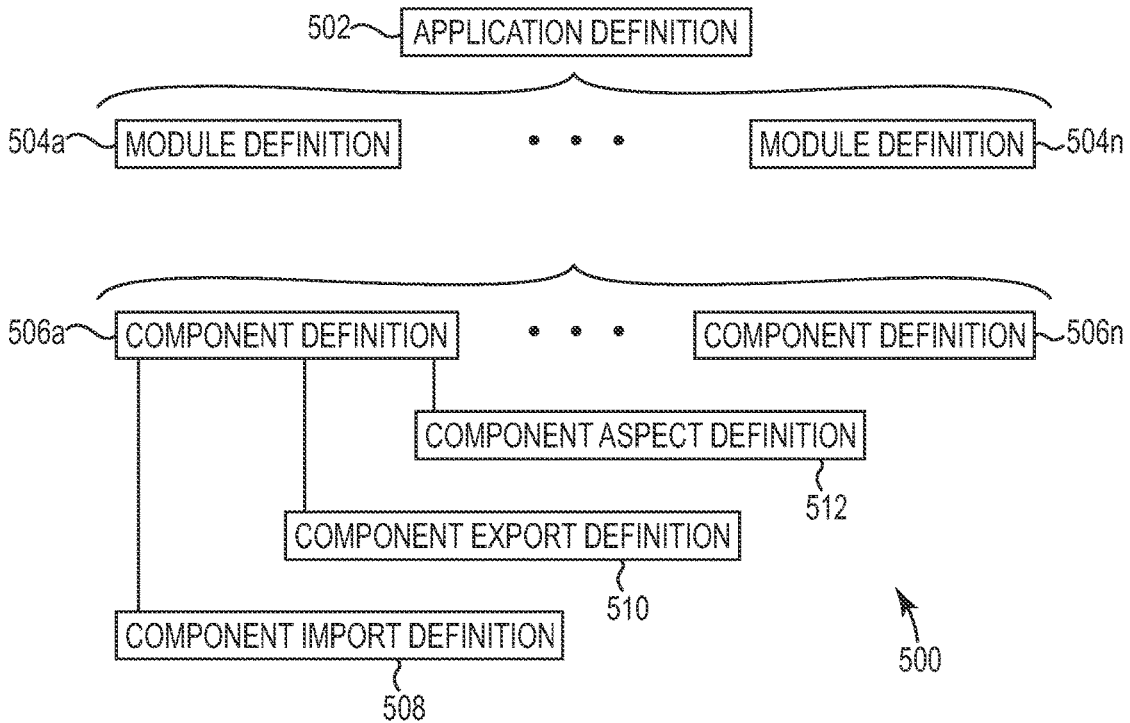 502 APPLICATION DEFINITION
504a MODULE DEFINITION • • • MODULE DEFINITION 504n
506a COMPONENT DEFINITION • • • COMPONENT DEFINITION 506n
COMPONENT ASPECT DEFINITION
512
COMPONENT EXPORT DEFINITION
510
COMPONENT IMPORT DEFINITION
508
500